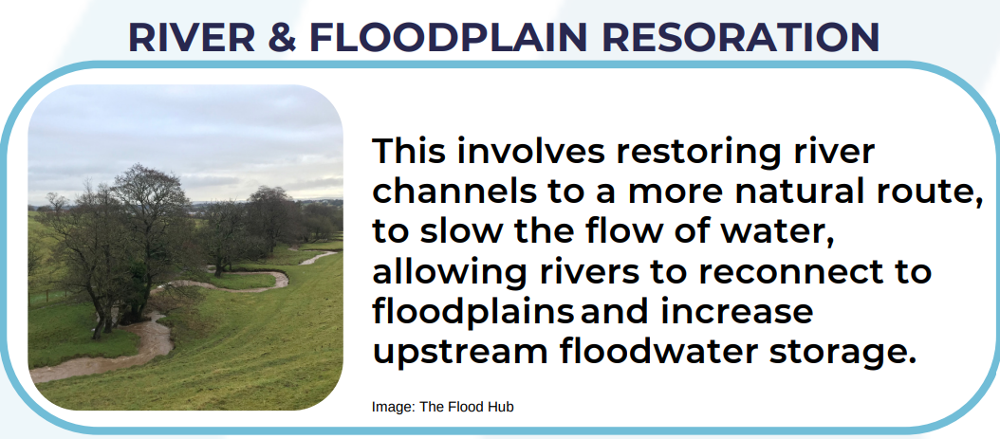 RIVER & FLOODPLAIN RESORATION
This involves restoring river
channels to a more natural route,
to slow the flow of water,
allowing rivers to reconnect to
floodplains and increase
upstream floodwater storage.
Image: The Flood Hub